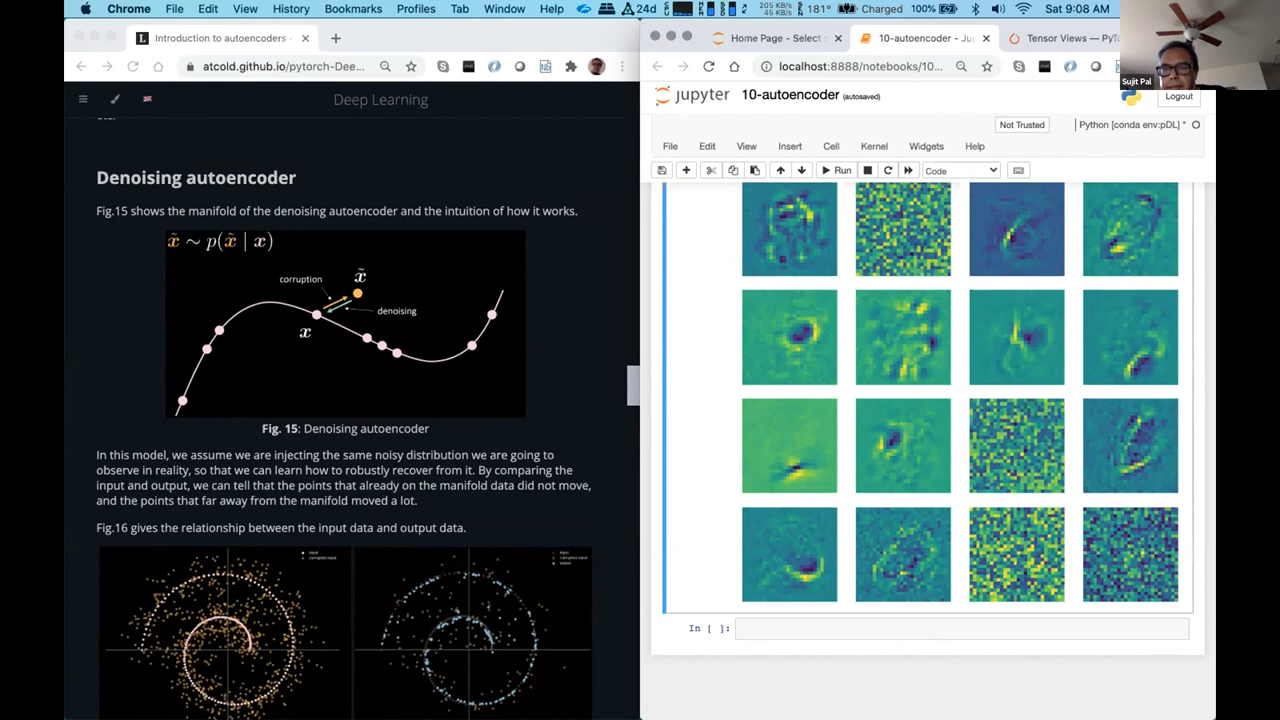 Chrome File Edit View History Bookmarks Profiles Tab Window Help 24d 205 KB/s 45 KB/s 181° Charged 100% Sat 9:08 AM
Introduction to autoencoders ·
atcold.github.io/pytorch-Dee...
Deep Learning
Denoising autoencoder
Fig.15 shows the manifold of the denoising autoencoder and the intuition of how it works.
x̃ ∼ p(x̃ | x)
corruption
x̃
denoising
x
Fig. 15: Denoising autoencoder
In this model, we assume we are injecting the same noisy distribution we are going to
observe in reality, so that we can learn how to robustly recover from it. By comparing the
input and output, we can tell that the points that already on the manifold data did not move,
and the points that far away from the manifold moved a lot.
Fig.16 gives the relationship between the input data and output data.
Home Page - Select
10-autoencoder - Jup
Tensor Views — PyTo
localhost:8888/notebooks/10...
Sujit Pal
jupyter 10-autoencoder (autosaved)
Logout
Not Trusted
Python [conda env:pDL] *
File Edit View Insert Cell Kernel Widgets Help
Run
Code
In [ ]: